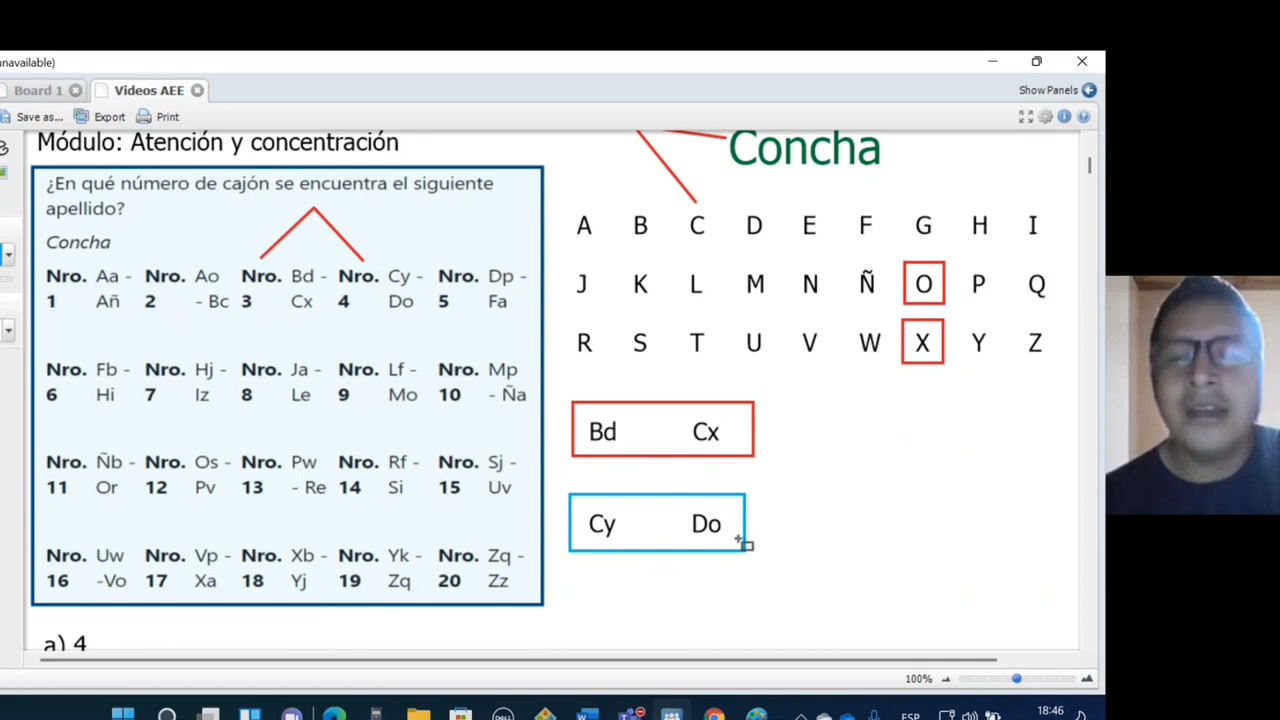 unavailable)
Board 1
Videos AEE
Show Panels
Save as...
Export
Print
Módulo: Atención y concentración
Concha
¿En qué número de cajón se encuentra el siguiente
apellido?
Concha
Nro. Aa - Nro. Ao Nro. Bd - Nro. Cy - Nro. Dp -
1 Añ 2 - Bc 3 Cx 4 Do 5 Fa
Nro. Fb - Nro. Hj - Nro. Ja - Nro. Lf - Nro. Mp
6 Hi 7 Iz 8 Le 9 Mo 10 - Ña
Nro. Ñb - Nro. Os - Nro. Pw Nro. Rf - Nro. Sj -
11 Or 12 Pv 13 - Re 14 Si 15 Uv
Nro. Uw Nro. Vp - Nro. Xb - Nro. Yk - Nro. Zq -
16 -Vo 17 Xa 18 Yj 19 Zq 20 Zz
a) 4
A B C D E F G H I
J K L M N Ñ O P Q
R S T U V W X Y Z
Bd Cx
Cy Do
100%
DELL
ESP
18:46